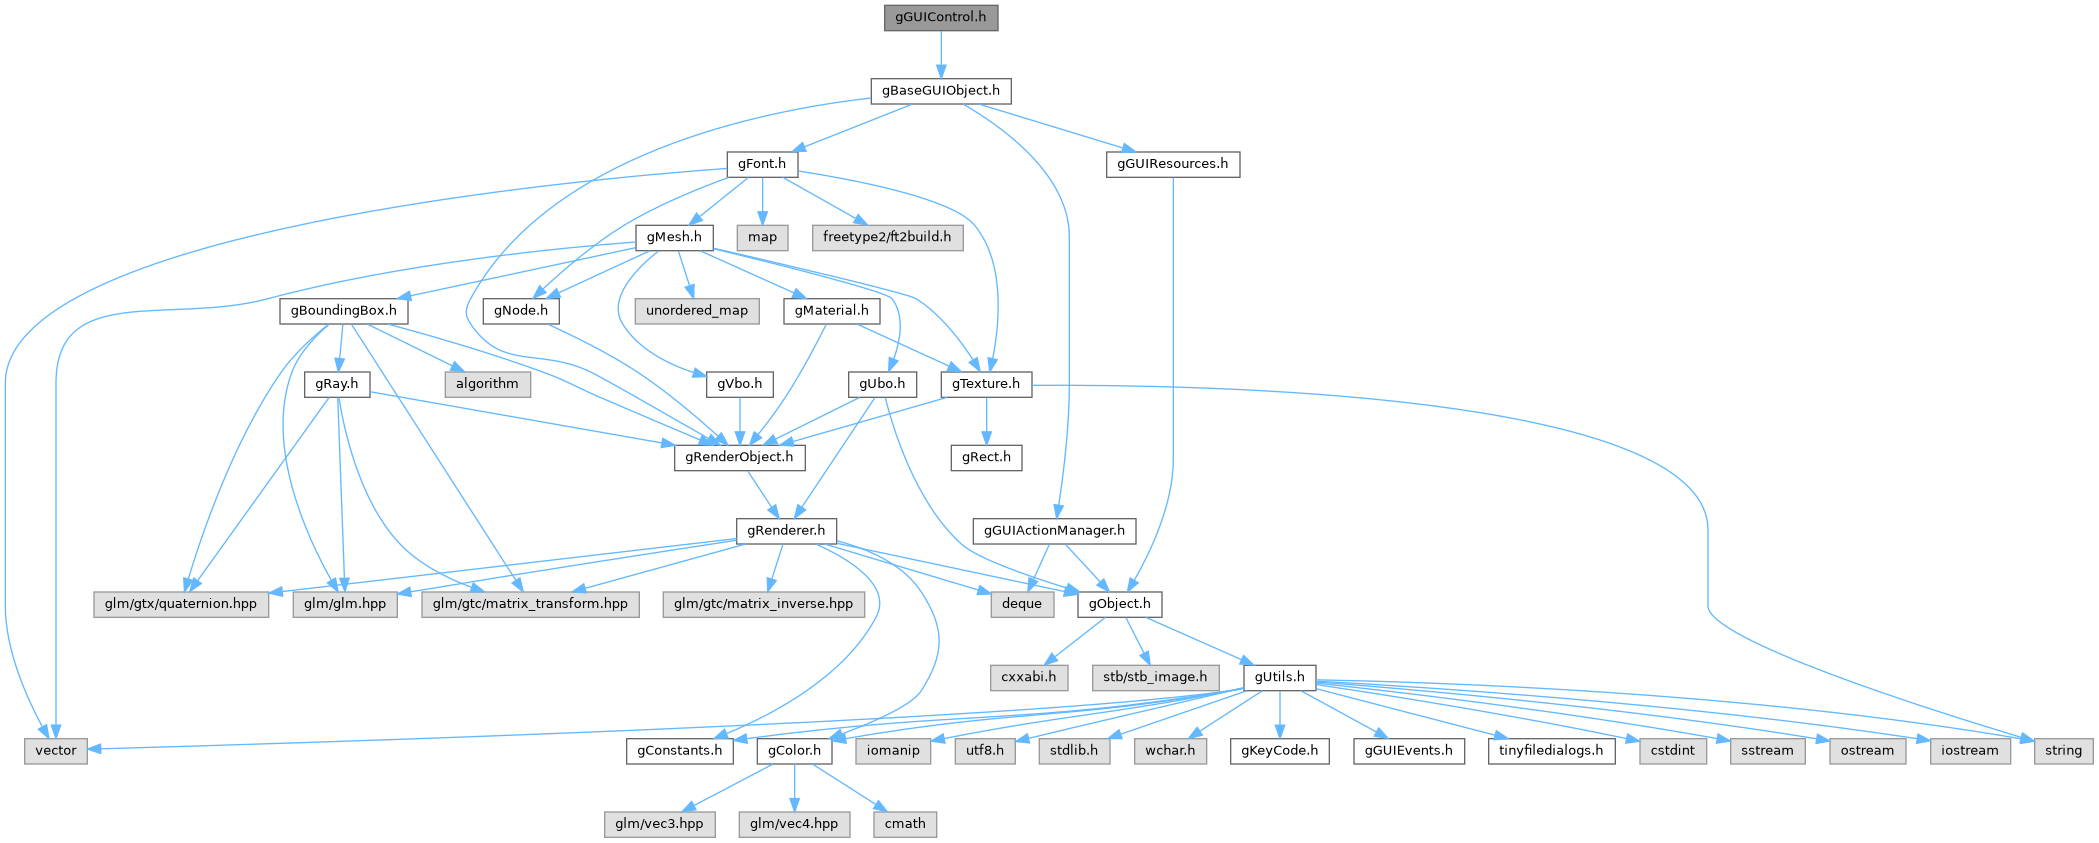 gGUIControl.h
gBaseGUIObject.h
gFont.h
gGUIResources.h
gMesh.h
map
freetype2/ft2build.h
gBoundingBox.h
gNode.h
unordered_map
gMaterial.h
gRay.h
algorithm
gVbo.h
gUbo.h
gTexture.h
gRenderObject.h
gRect.h
gRenderer.h
gGUIActionManager.h
glm/gtx/quaternion.hpp
glm/glm.hpp
glm/gtc/matrix_transform.hpp
glm/gtc/matrix_inverse.hpp
deque
gObject.h
cxxabi.h
stb/stb_image.h
gUtils.h
vector
gConstants.h
gColor.h
iomanip
utf8.h
stdlib.h
wchar.h
gKeyCode.h
gGUIEvents.h
tinyfiledialogs.h
cstdint
sstream
ostream
iostream
string
glm/vec3.hpp
glm/vec4.hpp
cmath